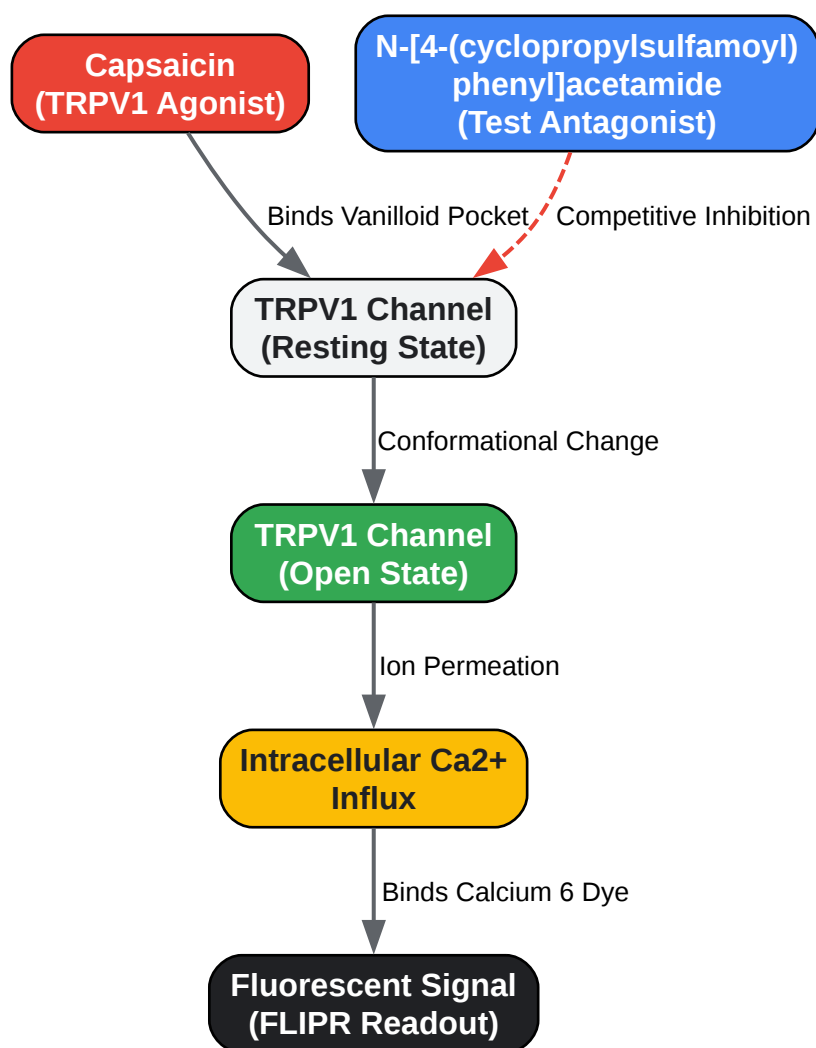 Capsaicin
(TRPV1 Agonist)
N-[4-(cyclopropylsulfamoyl)
phenyl]acetamide
(Test Antagonist)
Binds Vanilloid Pocket
Competitive Inhibition
TRPV1 Channel
(Resting State)
Conformational Change
TRPV1 Channel
(Open State)
Ion Permeation
Intracellular Ca2+
Influx
Binds Calcium 6 Dye
Fluorescent Signal
(FLIPR Readout)